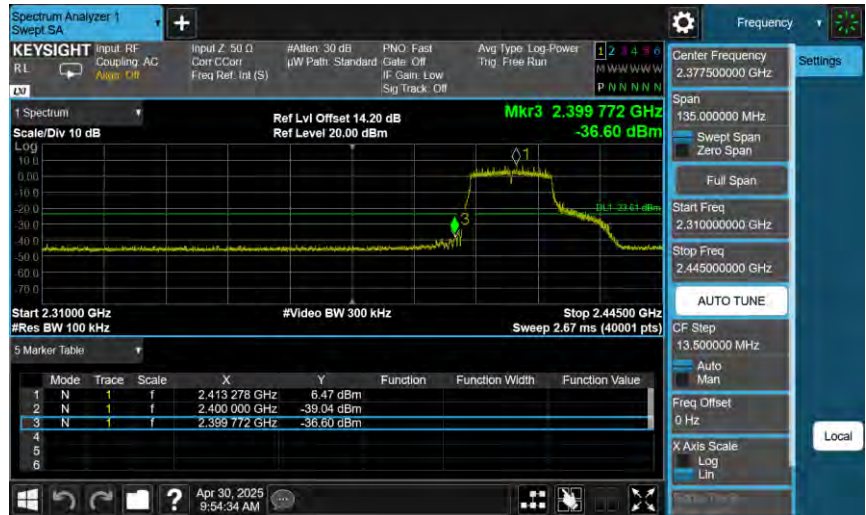 Spectrum Analyzer 1
Swept SA
Frequency
KEYSIGHT
RL
LXI
Input: RF
Coupling: AC
Align: Off
Input Z: 50 Ω
Corr CCorr
Freq Ref: Int (S)
#Atten: 30 dB
µW Path: Standard
PNO: Fast
Gate: Off
IF Gain: Low
Sig Track: Off
Avg Type: Log-Power
Trig: Free Run
1 2 3 4 5 6
M W W W W W
P N N N N N
1 Spectrum
Scale/Div 10 dB
Ref Lvl Offset 14.20 dB
Ref Level 20.00 dBm
Mkr3 2.399 772 GHz
-36.60 dBm
Log
10.0
0.00
-10.0
-20.0
-30.0
-40.0
-50.0
-60.0
-70.0
1
3
DL1 -23.61 dBm
Start 2.31000 GHz
#Res BW 100 kHz
#Video BW 300 kHz
Stop 2.44500 GHz
Sweep 2.67 ms (40001 pts)
5 Marker Table
Mode Trace Scale X Y Function Function Width Function Value
1 N 1 f 2.413 278 GHz 6.47 dBm
2 N 1 f 2.400 000 GHz -39.04 dBm
3 N 1 f 2.399 772 GHz -36.60 dBm
4
5
6
Apr 30, 2025
9:54:34 AM
Center Frequency
2.377500000 GHz
Settings
Span
135.000000 MHz
Swept Span
Zero Span
Full Span
Start Freq
2.310000000 GHz
Stop Freq
2.445000000 GHz
AUTO TUNE
CF Step
13.500000 MHz
Auto
Man
Freq Offset
0 Hz
X Axis Scale
Log
Lin
Local